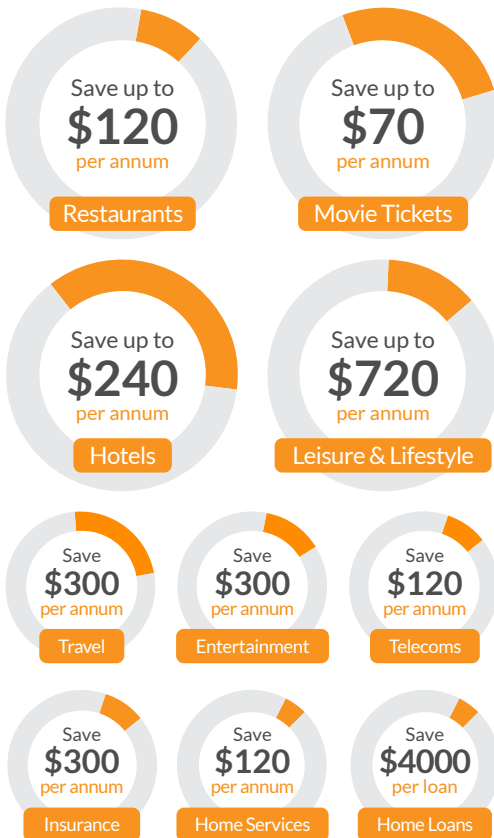 Save up to
$120
per annum
Restaurants
Save up to
$70
per annum
Movie Tickets
Save up to
$240
per annum
Hotels
Save up to
$720
per annum
Leisure & Lifestyle
Save
$300
per annum
Travel
Save
$300
per annum
Entertainment
Save
$120
per annum
Telecoms
Save
$300
per annum
Insurance
Save
$120
per annum
Home Services
Save
$4000
per loan
Home Loans